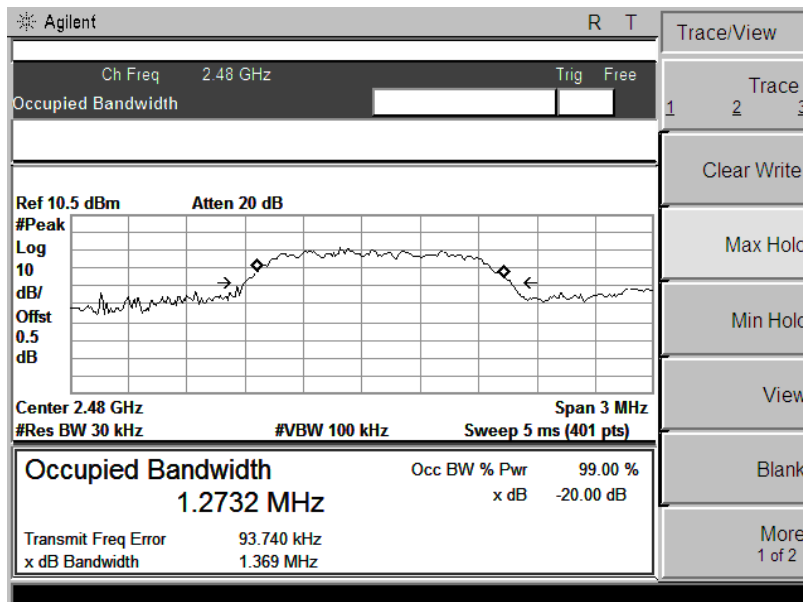 Agilent R T
Trace/View
Ch Freq 2.48 GHz Trig Free
Occupied Bandwidth
Trace
1 2 3
Clear Write
Max Hold
Min Hold
View
Blank
More
1 of 2
Ref 10.5 dBm Atten 20 dB
#Peak
Log
10
dB/
Offst
0.5
dB
Center 2.48 GHz Span 3 MHz
#Res BW 30 kHz #VBW 100 kHz Sweep 5 ms (401 pts)
Occupied Bandwidth Occ BW % Pwr 99.00 %
1.2732 MHz x dB -20.00 dB
Transmit Freq Error 93.740 kHz
x dB Bandwidth 1.369 MHz